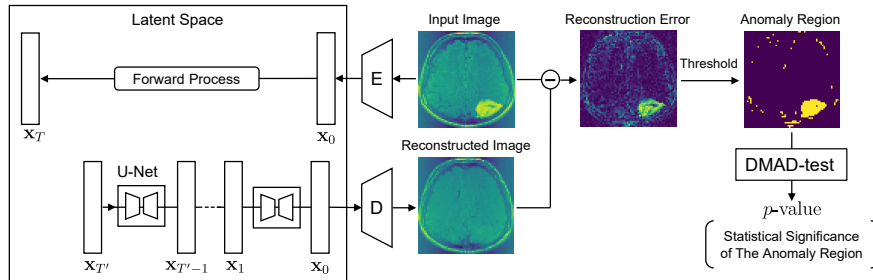 Latent Space
Input Image
Reconstruction Error
Anomaly Region
Forward Process
E
−
Threshold
x_T
x_0
U-Net
Reconstructed Image
D
DMAD-test
p-value
x_{T'}
x_{T'−1}
x_1
x_0
Statistical Significance
of The Anomaly Region